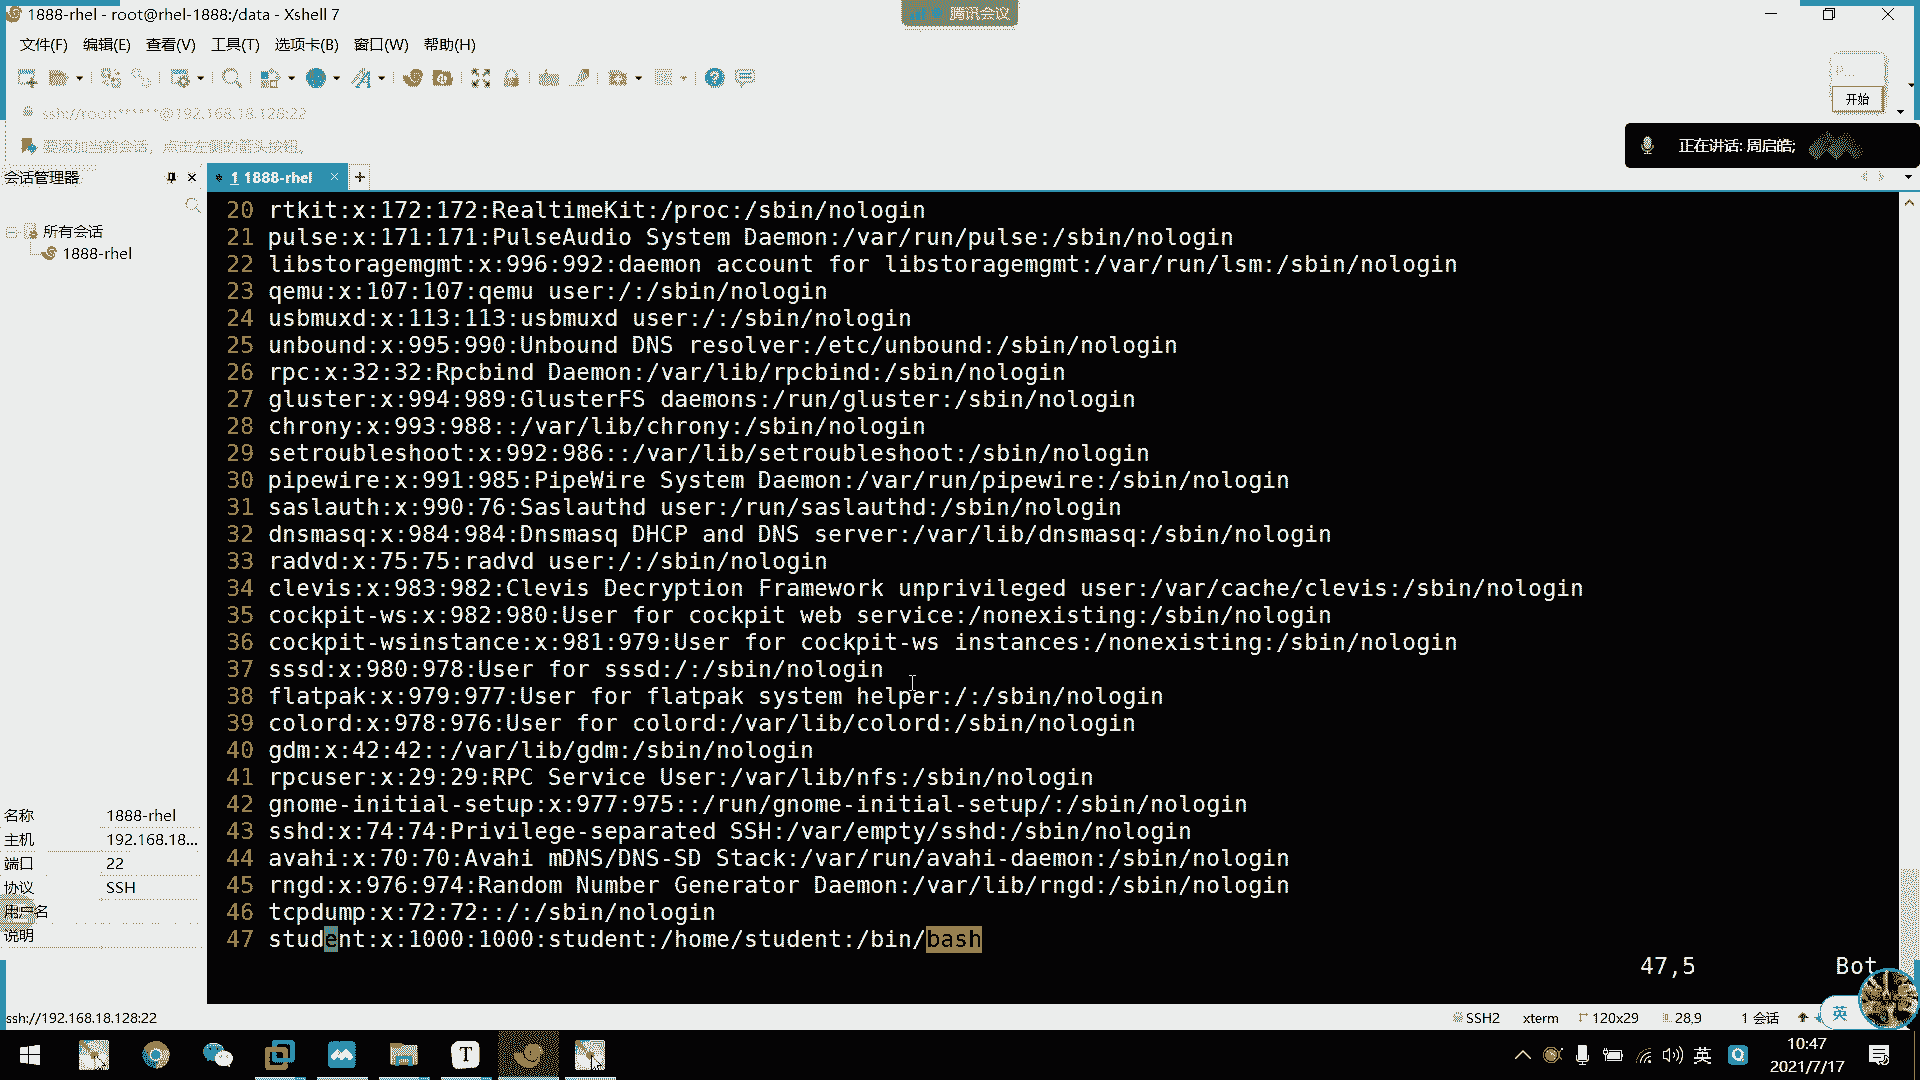 1888-rhel - root@rhel-1888:/data - Xshell 7
腾讯会议
文件(F) 编辑(E) 查看(V) 工具(T) 选项卡(B) 窗口(W) 帮助(H)
ssh://root:******@192.168.18.128:22
开始
要添加当前会话，点击左侧的箭头按钮。
正在讲话: 周启皓;
会话管理器
1 1888-rhel
所有会话
1888-rhel
20 rtkit:x:172:172:RealtimeKit:/proc:/sbin/nologin
21 pulse:x:171:171:PulseAudio System Daemon:/var/run/pulse:/sbin/nologin
22 libstoragemgmt:x:996:992:daemon account for libstoragemgmt:/var/run/lsm:/sbin/nologin
23 qemu:x:107:107:qemu user:/:/sbin/nologin
24 usbmuxd:x:113:113:usbmuxd user:/:/sbin/nologin
25 unbound:x:995:990:Unbound DNS resolver:/etc/unbound:/sbin/nologin
26 rpc:x:32:32:Rpcbind Daemon:/var/lib/rpcbind:/sbin/nologin
27 gluster:x:994:989:GlusterFS daemons:/run/gluster:/sbin/nologin
28 chrony:x:993:988::/var/lib/chrony:/sbin/nologin
29 setroubleshoot:x:992:986::/var/lib/setroubleshoot:/sbin/nologin
30 pipewire:x:991:985:PipeWire System Daemon:/var/run/pipewire:/sbin/nologin
31 saslauth:x:990:76:Saslauthd user:/run/saslauthd:/sbin/nologin
32 dnsmasq:x:984:984:Dnsmasq DHCP and DNS server:/var/lib/dnsmasq:/sbin/nologin
33 radvd:x:75:75:radvd user:/:/sbin/nologin
34 clevis:x:983:982:Clevis Decryption Framework unprivileged user:/var/cache/clevis:/sbin/nologin
35 cockpit-ws:x:982:980:User for cockpit web service:/nonexisting:/sbin/nologin
36 cockpit-wsinstance:x:981:979:User for cockpit-ws instances:/nonexisting:/sbin/nologin
37 sssd:x:980:978:User for sssd:/:/sbin/nologin
38 flatpak:x:979:977:User for flatpak system helper:/:/sbin/nologin
39 colord:x:978:976:User for colord:/var/lib/colord:/sbin/nologin
40 gdm:x:42:42::/var/lib/gdm:/sbin/nologin
41 rpcuser:x:29:29:RPC Service User:/var/lib/nfs:/sbin/nologin
42 gnome-initial-setup:x:977:975::/run/gnome-initial-setup/:/sbin/nologin
43 sshd:x:74:74:Privilege-separated SSH:/var/empty/sshd:/sbin/nologin
44 avahi:x:70:70:Avahi mDNS/DNS-SD Stack:/var/run/avahi-daemon:/sbin/nologin
45 rngd:x:976:974:Random Number Generator Daemon:/var/lib/rngd:/sbin/nologin
46 tcpdump:x:72:72::/:/sbin/nologin
47 student:x:1000:1000:student:/home/student:/bin/bash
47,5 Bot
名称 1888-rhel
主机 192.168.18...
端口 22
协议 SSH
用户名
说明
ssh://192.168.18.128:22
SSH2 xterm 120x29 28,9 1 会话
英
英
10:47
2021/7/17